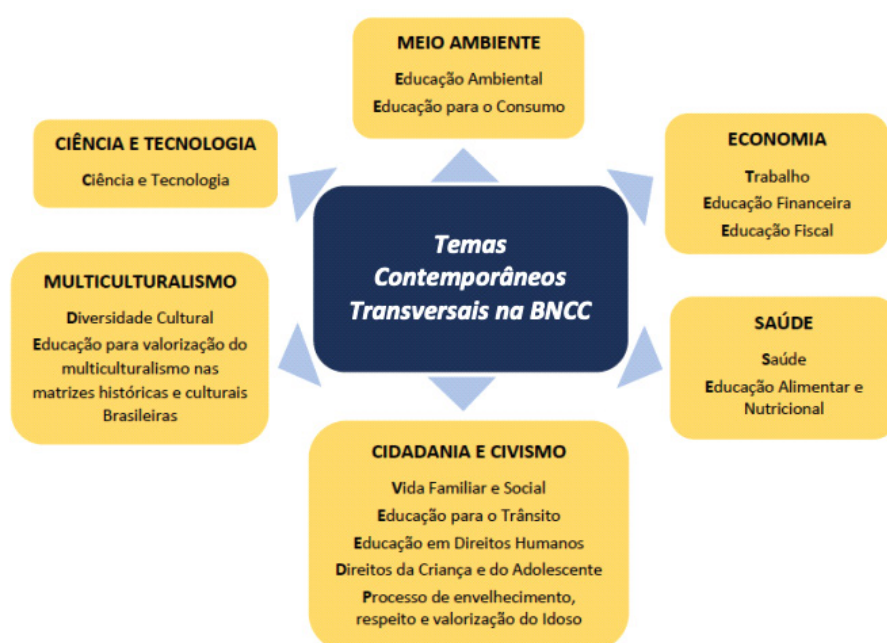 MEIO AMBIENTE
Educação Ambiental
Educação para o Consumo
CIÊNCIA E TECNOLOGIA
Ciência e Tecnologia
ECONOMIA
Trabalho
Educação Financeira
Educação Fiscal
Temas
Contemporâneos
Transversais na BNCC
MULTICULTURALISMO
Diversidade Cultural
Educação para valorização do
multiculturalismo nas
matrizes históricas e culturais
Brasileiras
SAÚDE
Saúde
Educação Alimentar e
Nutricional
CIDADANIA E CIVISMO
Vida Familiar e Social
Educação para o Trânsito
Educação em Direitos Humanos
Direitos da Criança e do Adolescente
Processo de envelhecimento,
respeito e valorização do Idoso